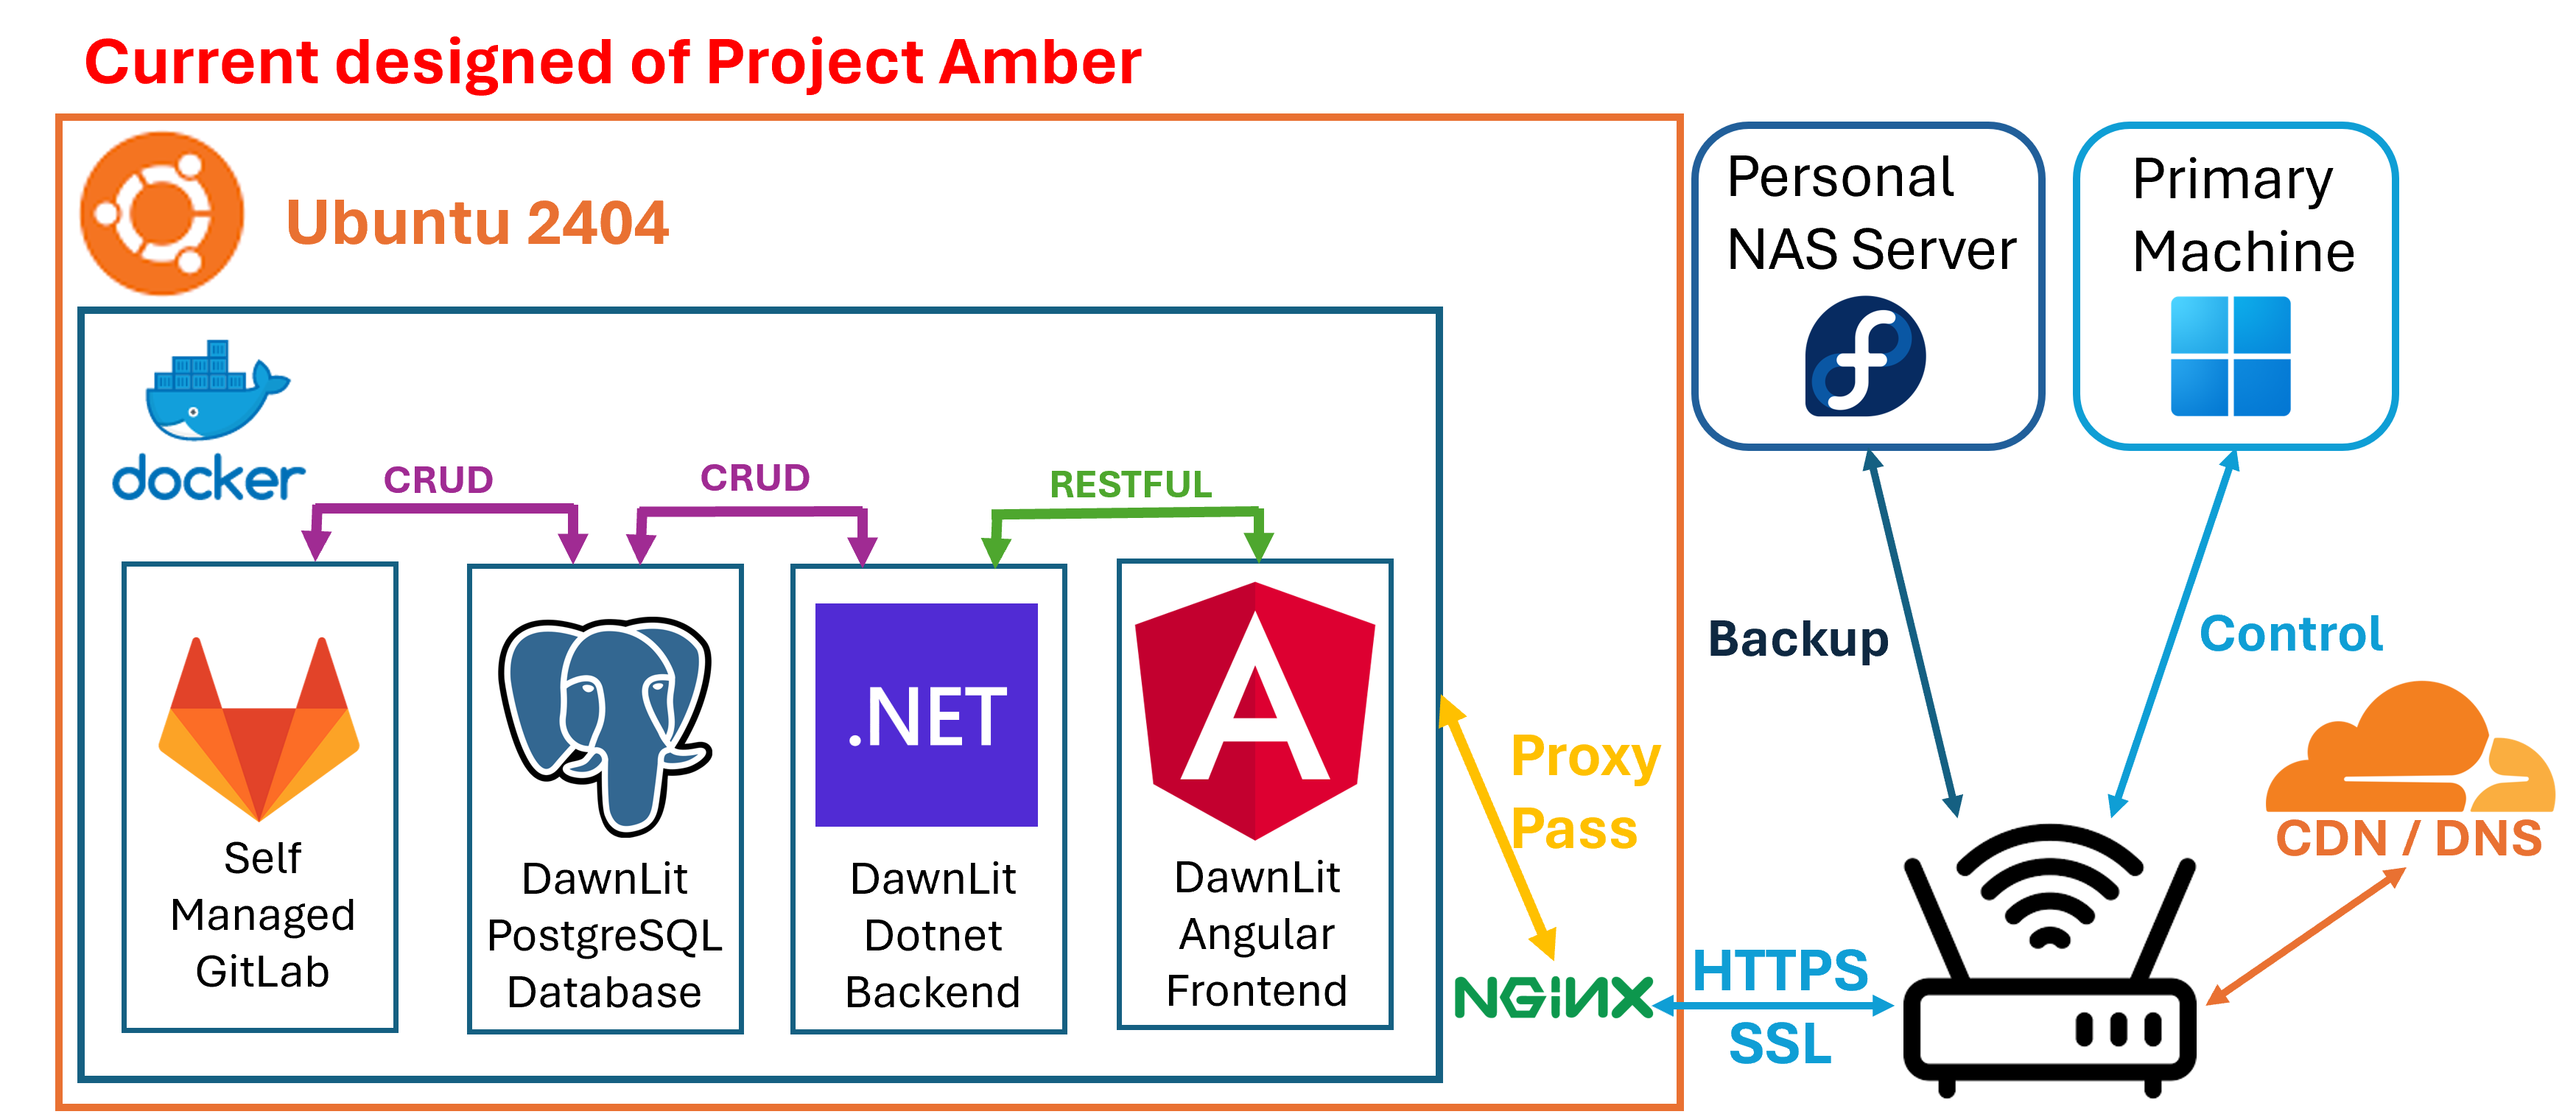 Current designed of Project Amber
Ubuntu 2404
docker
CRUD
CRUD
RESTFUL
Self
Managed
GitLab
DawnLit
PostgreSQL
Database
.NET
DawnLit
Dotnet
Backend
DawnLit
Angular
Frontend
Proxy
Pass
NGINX
HTTPS
SSL
Personal
NAS Server
Primary
Machine
Backup
Control
CDN / DNS